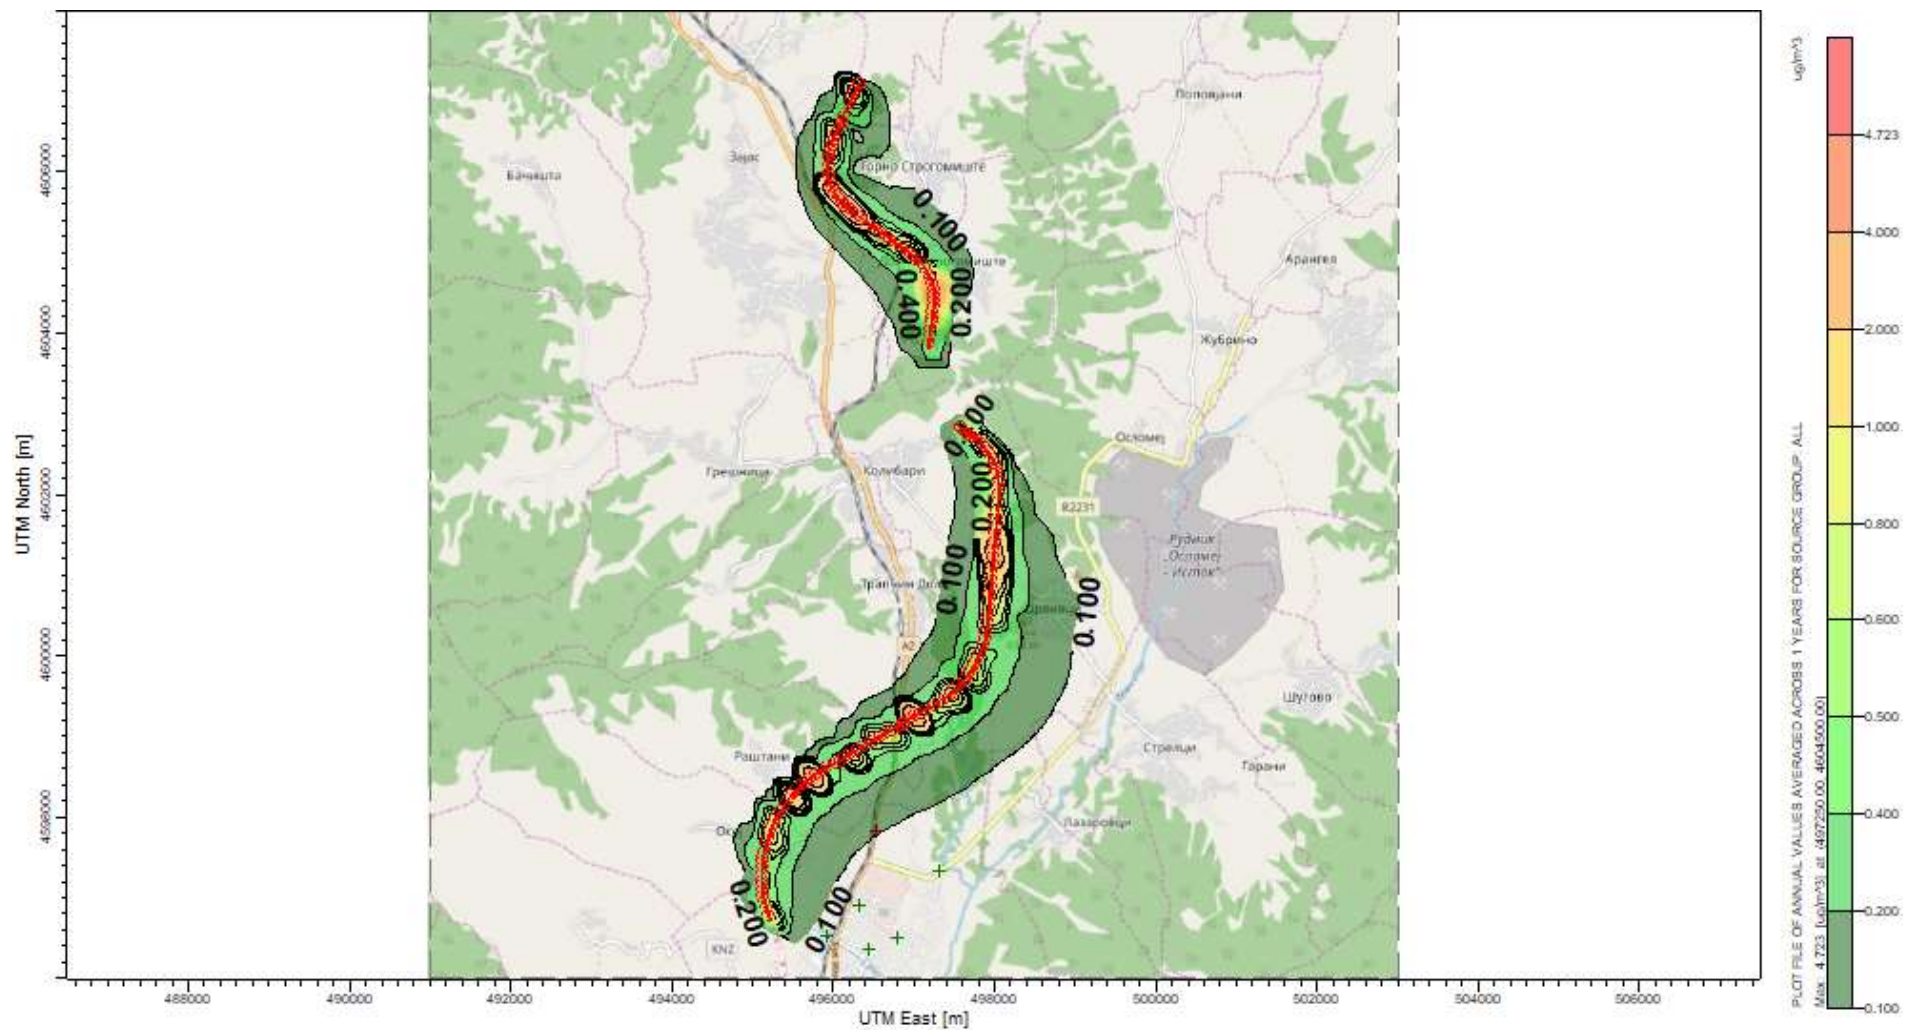 Поповјани
Зајас
Горно Строгомиште
Бачишта
0.100
Арангел
0.400
0.200
Жубрино
0.100
Осломеј
Грешница
Колибари
0.200
R2231
Рудник
„Осломеј
- Исток“
0.100
0.100
A2
Шутово
Стрелци
Раштани
Гарани
Лазаровци
0.200
0.100
KNZ
UTM North [m]
4606000
4604000
4602000
4600000
4598000
488000
490000
492000
494000
496000
498000
500000
502000
504000
506000
UTM East [m]
PLOT FILE OF ANNUAL VALUES AVERAGED ACROSS 1 YEARS FOR SOURCE GROUP: ALL
Max: 4.723 [ug/m^3] at (497250.00, 4604500.00)
ug/m^3
4.723
4.000
2.000
1.000
0.800
0.600
0.500
0.400
0.200
0.100